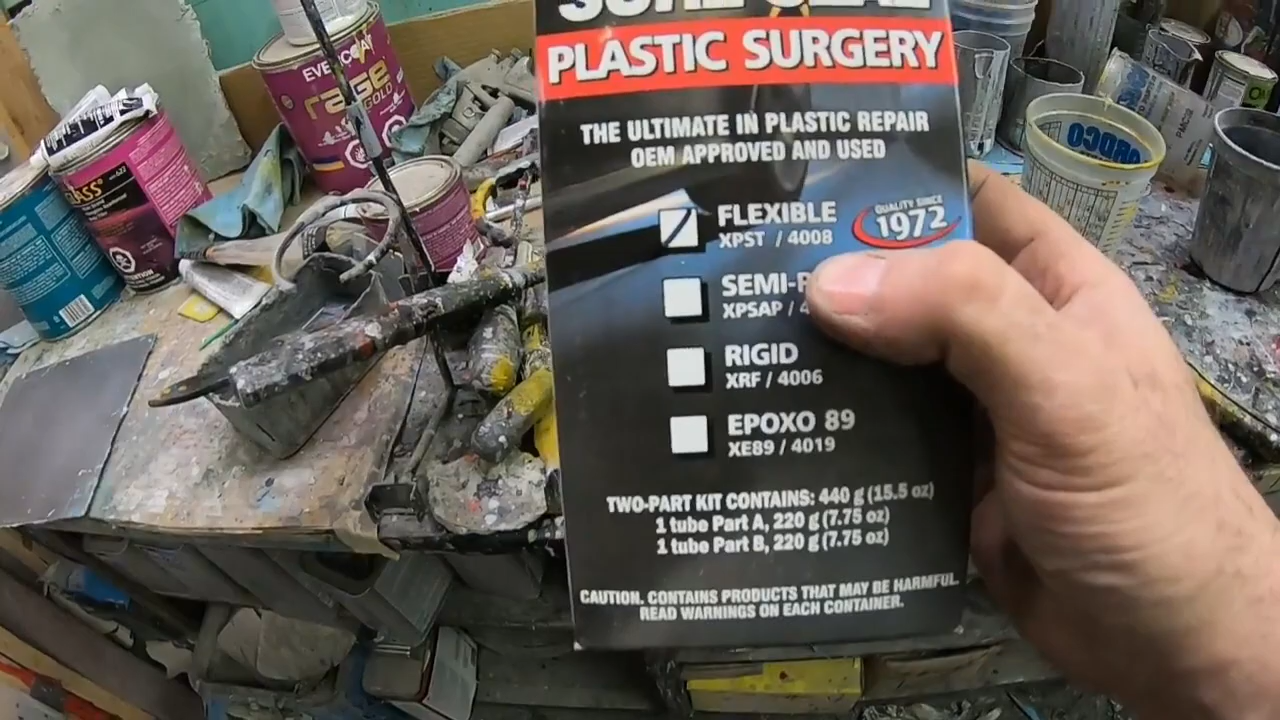 PLASTIC SURGERY
THE ULTIMATE IN PLASTIC REPAIR
OEM APPROVED AND USED
FLEXIBLE
XPST / 4008
QUALITY SINCE
1972
SEMI-
XPSAP / 4
RIGID
XRF / 4006
EPOXO 89
XE89 / 4019
TWO-PART KIT CONTAINS: 440 g (15.5 oz)
1 tube Part A, 220 g (7.75 oz)
1 tube Part B, 220 g (7.75 oz)
CAUTION. CONTAINS PRODUCTS THAT MAY BE HARMFUL.
READ WARNINGS ON EACH CONTAINER.
EVERCOAT
rage
GOLD